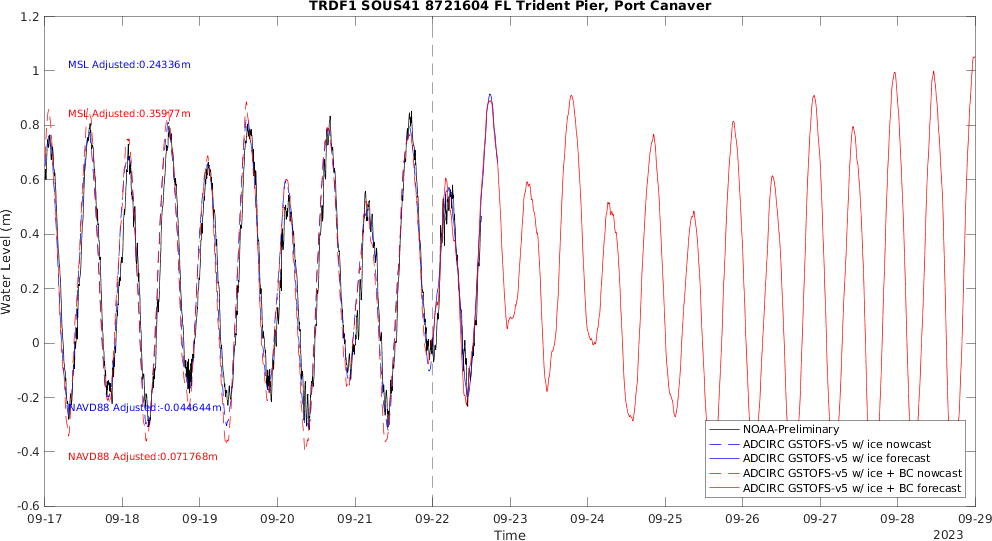 TRDF1 SOUS41 8721604 FL Trident Pier, Port Canaver
1.2
1
0.8
0.6
0.4
0.2
0
-0.2
-0.4
-0.6
Water Level (m)
MSL Adjusted:0.24336m
MSL Adjusted:0.35977m
NAVD88 Adjusted:-0.044644m
NAVD88 Adjusted:0.071768m
NOAA-Preliminary
ADCIRC GSTOFS-v5 w/ ice nowcast
ADCIRC GSTOFS-v5 w/ ice forecast
ADCIRC GSTOFS-v5 w/ ice + BC nowcast
ADCIRC GSTOFS-v5 w/ ice + BC forecast
09-17 09-18 09-19 09-20 09-21 09-22 09-23 09-24 09-25 09-26 09-27 09-28 09-29
Time
2023